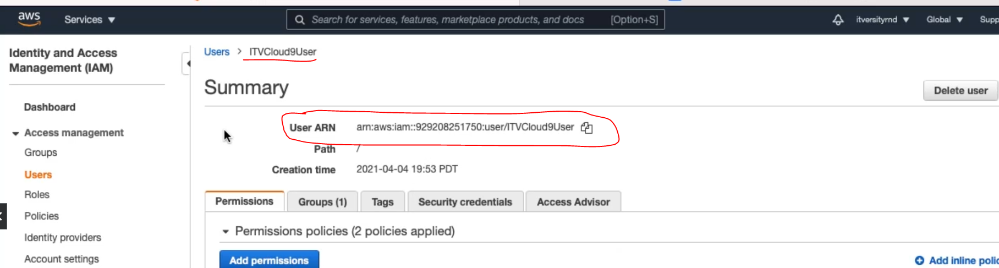 aws Services ▼ Search for services, features, marketplace products, and docs [Option+S] itversityrnd ▼ Global ▼ Supp
Identity and Access
Management (IAM)
Dashboard
Access management
Groups
Users
Roles
Policies
Identity providers
Account settings
Users > ITVCloud9User
Summary
Delete user
User ARN arn:aws:iam::929208251750:user/ITVCloud9User
Path /
Creation time 2021-04-04 19:53 PDT
Permissions Groups (1) Tags Security credentials Access Advisor
Permissions policies (2 policies applied)
Add permissions Add inline polic